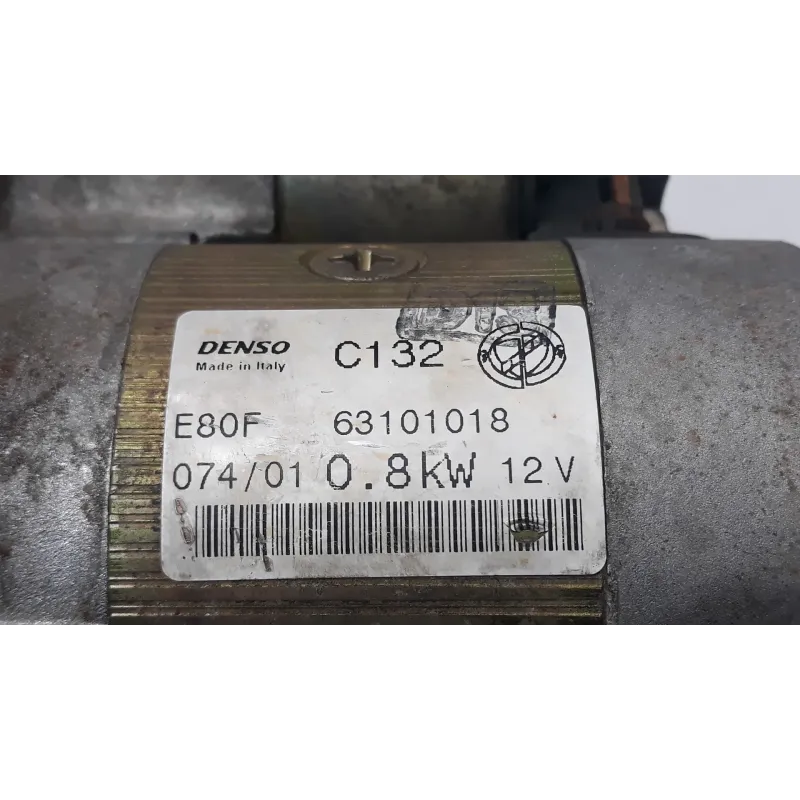 DENSO C132
Made in Italy
E80F 63101018
074/01 0.8kW 12V